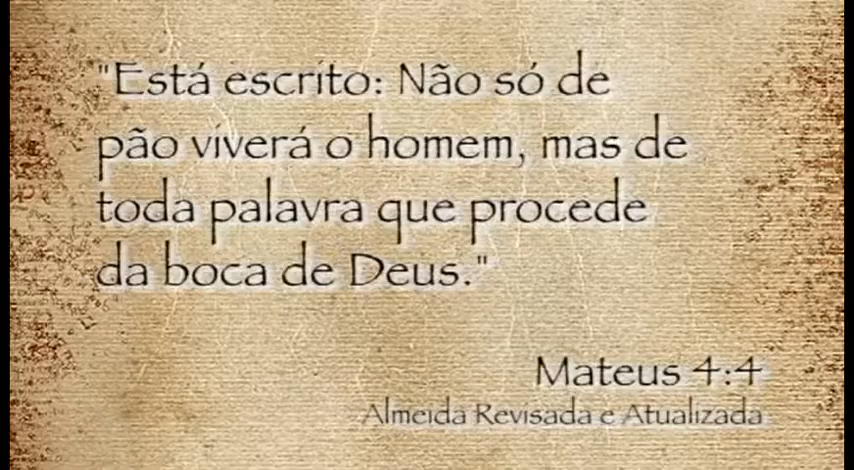 "Está escrito: Não só de
pão viverá o homem, mas de
toda palavra que procede
da boca de Deus."
Mateus 4:4
Almeida Revisada e Atualizada